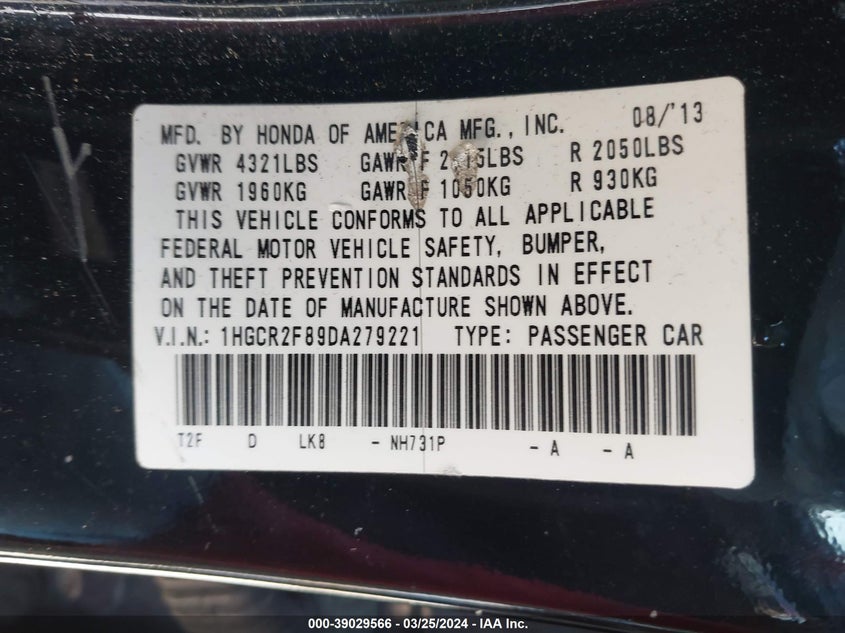 MFD. BY HONDA OF AMERICA MFG., INC. 08/'13
GVWR 4321LBS GAWR F LBS R 2050LBS
GVWR 1960KG GAWR F 1050KG R 930KG
THIS VEHICLE CONFORMS TO ALL APPLICABLE
FEDERAL MOTOR VEHICLE SAFETY, BUMPER,
AND THEFT PREVENTION STANDARDS IN EFFECT
ON THE DATE OF MANUFACTURE SHOWN ABOVE.
V.I.N.: 1HGCR2F89DA279221 TYPE: PASSENGER CAR
T2F D LK8 - NH731P - A - A
000-39029566 - 03/25/2024 - IAA Inc.